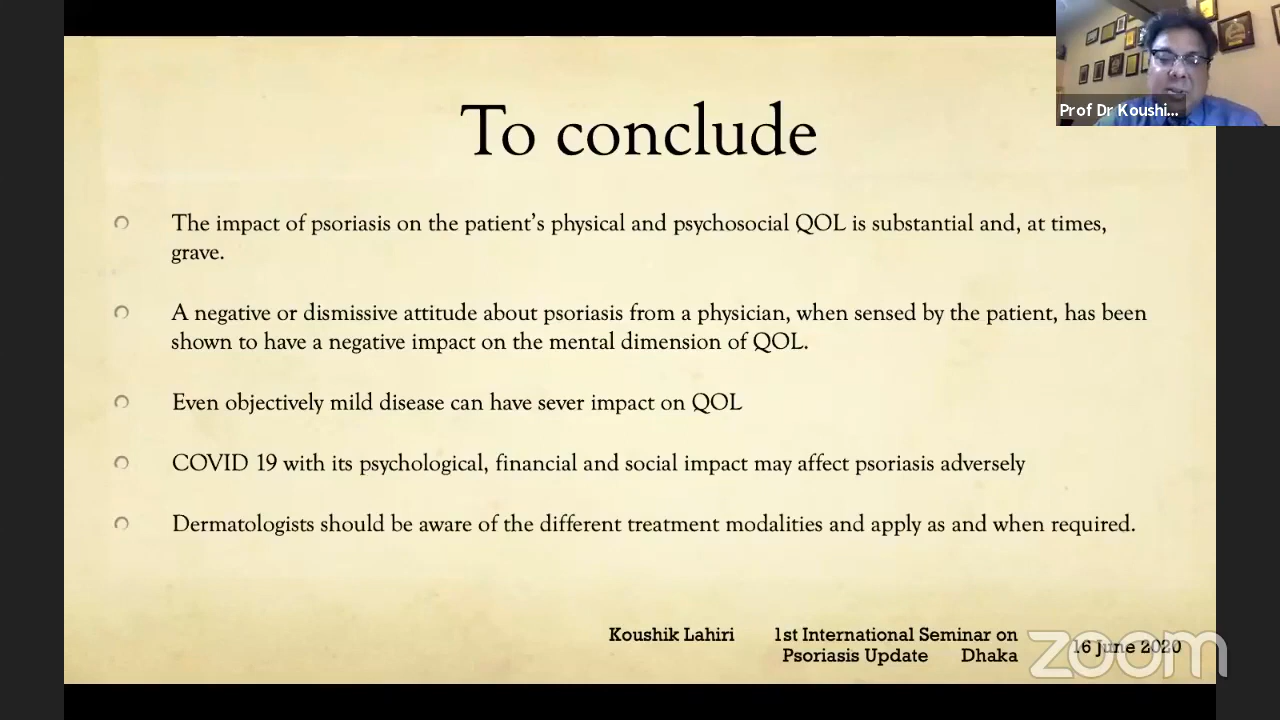 Prof Dr Koushi...
To conclude
The impact of psoriasis on the patient's physical and psychosocial QOL is substantial and, at times,
grave.
A negative or dismissive attitude about psoriasis from a physician, when sensed by the patient, has been
shown to have a negative impact on the mental dimension of QOL.
Even objectively mild disease can have sever impact on QOL
COVID 19 with its psychological, financial and social impact may affect psoriasis adversely
Dermatologists should be aware of the different treatment modalities and apply as and when required.
Koushik Lahiri 1st International Seminar on
Psoriasis Update Dhaka
16 June 2020
zoom